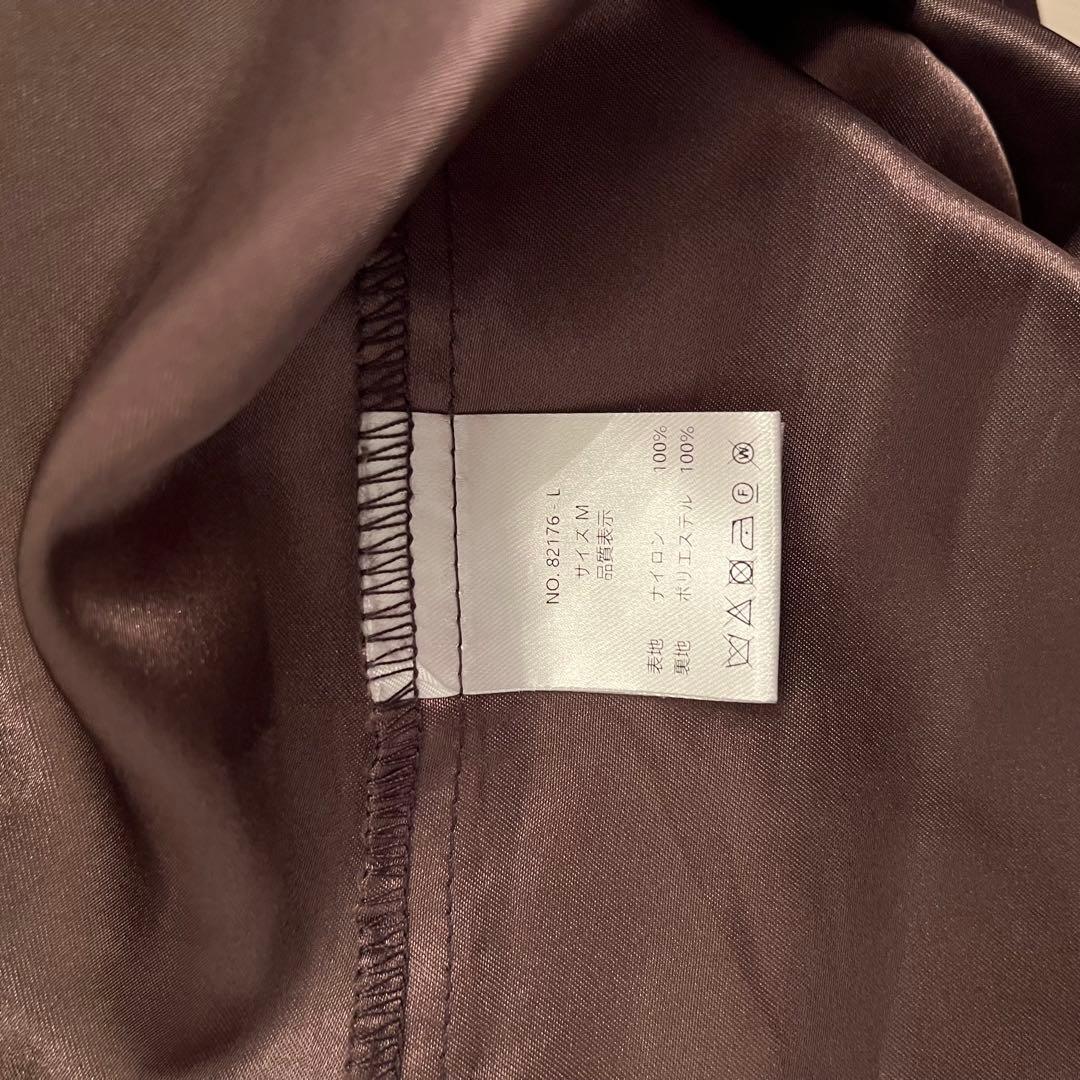 NO. 82176 - L
サイズ M
品質表示
表地 ナイロン 100%
裏地 ポリエステル 100%
F W